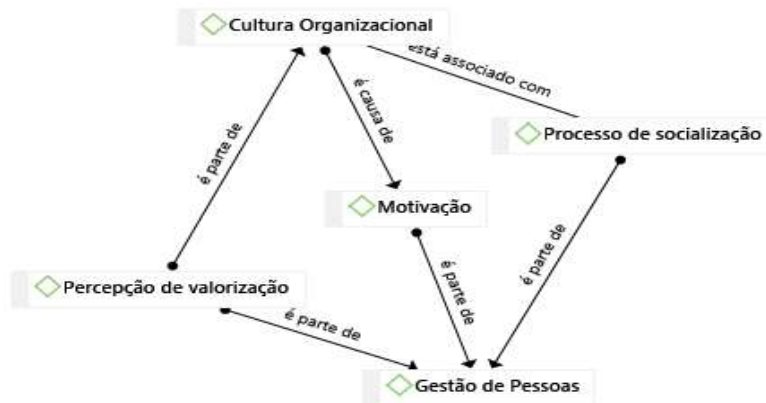 Cultura Organizacional
está associado com
é causa de
Processo de socialização
é parte de
Motivação
é parte de
é parte de
Percepção de valorização
é parte de
Gestão de Pessoas